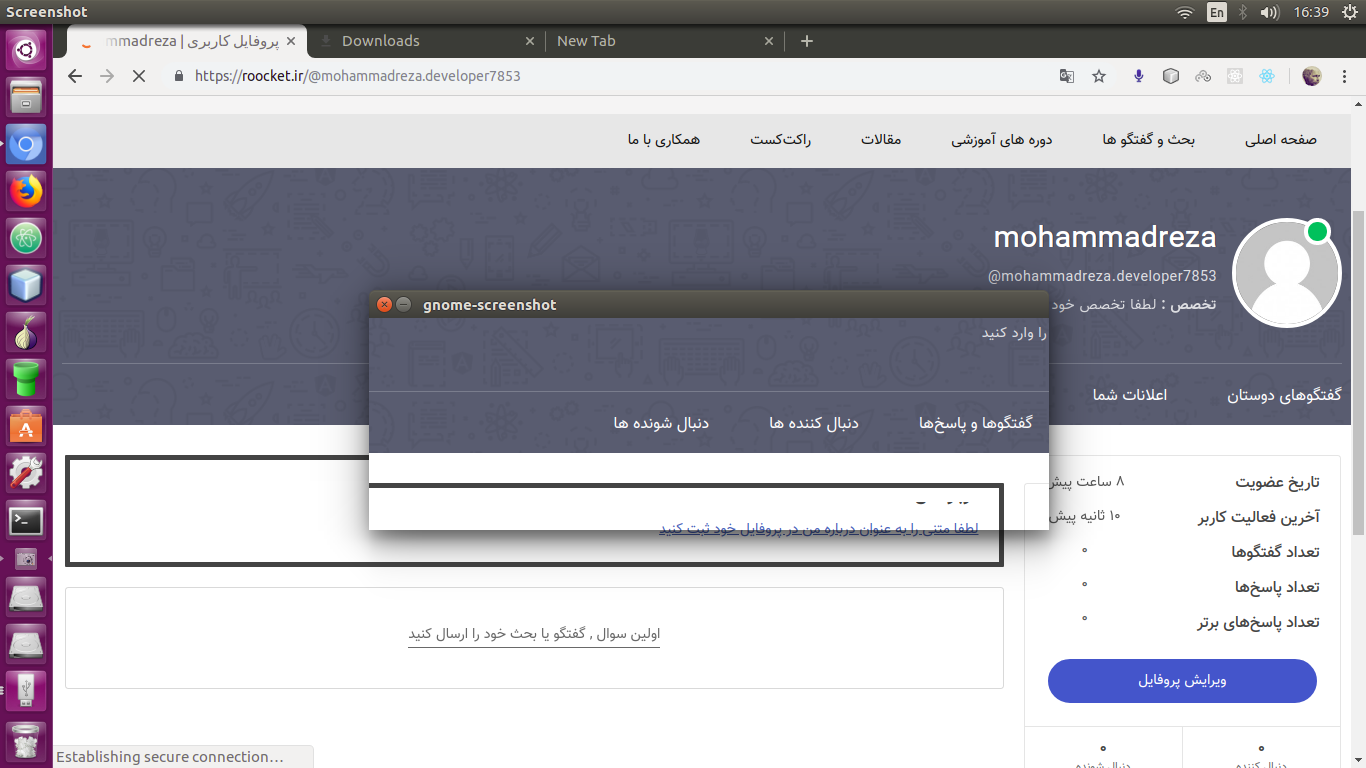 Screenshot
En
16:39
پروفایل کاربری | mmadreza
Downloads
New Tab
https://roocket.ir/@mohammadreza.developer7853
صفحه اصلی
بحث و گفتگو ها
دوره های آموزشی
مقالات
راکت‌کست
همکاری با ما
mohammadreza
@mohammadreza.developer7853
تخصص : لطفا تخصص خود
gnome-screenshot
را وارد کنید
گفتگوهای دوستان
اعلانات شما
گفتگوها و پاسخ‌ها
دنبال کننده ها
دنبال شونده ها
لطفا متنی را به عنوان درباره من در پروفایل خود ثبت کنید
اولین سوال , گفتگو یا بحث خود را ارسال کنید
تاریخ عضویت
۸ ساعت پیش
آخرین فعالیت کاربر
۱۰ ثانیه پیش
تعداد گفتگوها
۰
تعداد پاسخ‌ها
۰
تعداد پاسخ‌های برتر
۰
ویرایش پروفایل
۰
دنبال کننده
۰
دنبال شونده
Establishing secure connection…